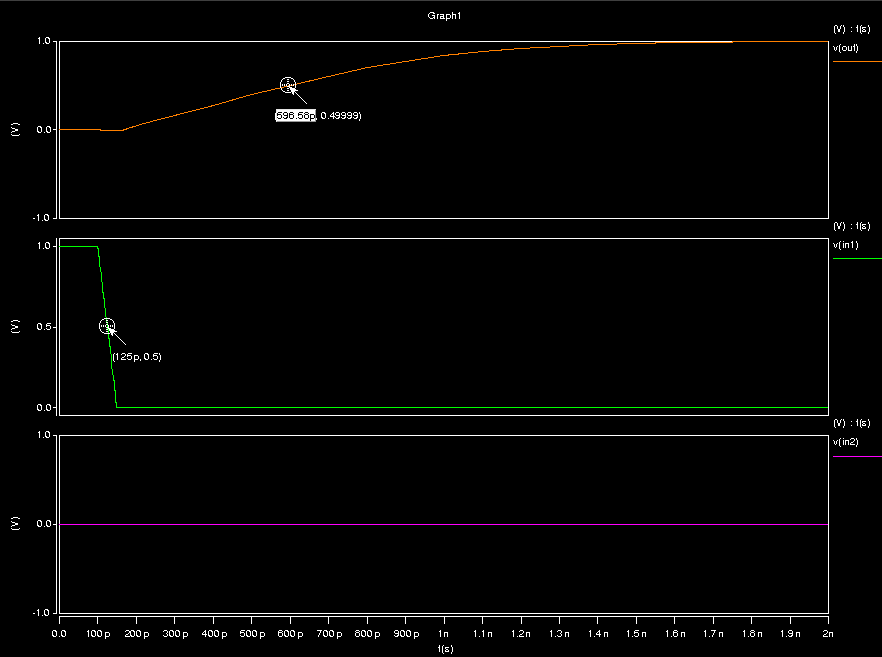 Graph1
(V) : t(s)
v(out)
1.0
0.0
-1.0
(V)
(596.58p, 0.49999)
(V) : t(s)
v(in1)
1.0
0.5
0.0
(V)
(125p, 0.5)
(V) : t(s)
v(in2)
1.0
0.0
-1.0
(V)
0.0 100p 200p 300p 400p 500p 600p 700p 800p 900p 1n 1.1n 1.2n 1.3n 1.4n 1.5n 1.6n 1.7n 1.8n 1.9n 2n
t(s)